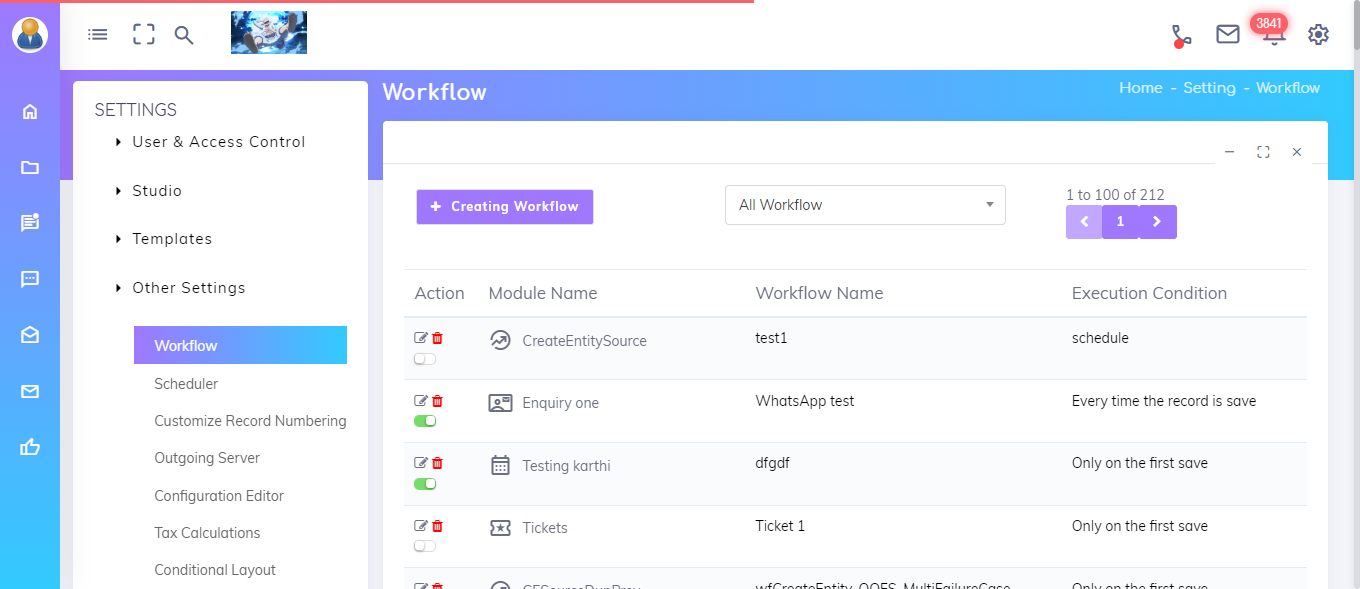 3841
Workflow
Home - Setting - Workflow
SETTINGS
User & Access Control
Studio
Templates
Other Settings
Workflow
Scheduler
Customize Record Numbering
Outgoing Server
Configuration Editor
Tax Calculations
Conditional Layout
+ Creating Workflow
All Workflow
1 to 100 of 212
1
Action Module Name Workflow Name Execution Condition
CreateEntitySource test1 schedule
Enquiry one WhatsApp test Every time the record is save
Testing karthi dfgdf Only on the first save
Tickets Ticket 1 Only on the first save
Only on the first save